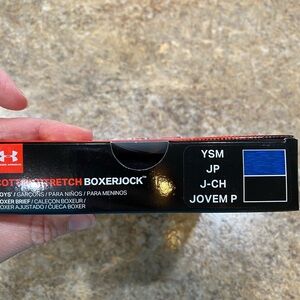 STRETCH BOXERJOCK™
BOYS' / GARÇONS / PARA NIÑOS / PARA MENINOS
BOXER BRIEF / CALEÇON BOXEUR /
BOXER AJUSTADO / CUECA BOXER
YSM
JP
J-CH
JOVEM P